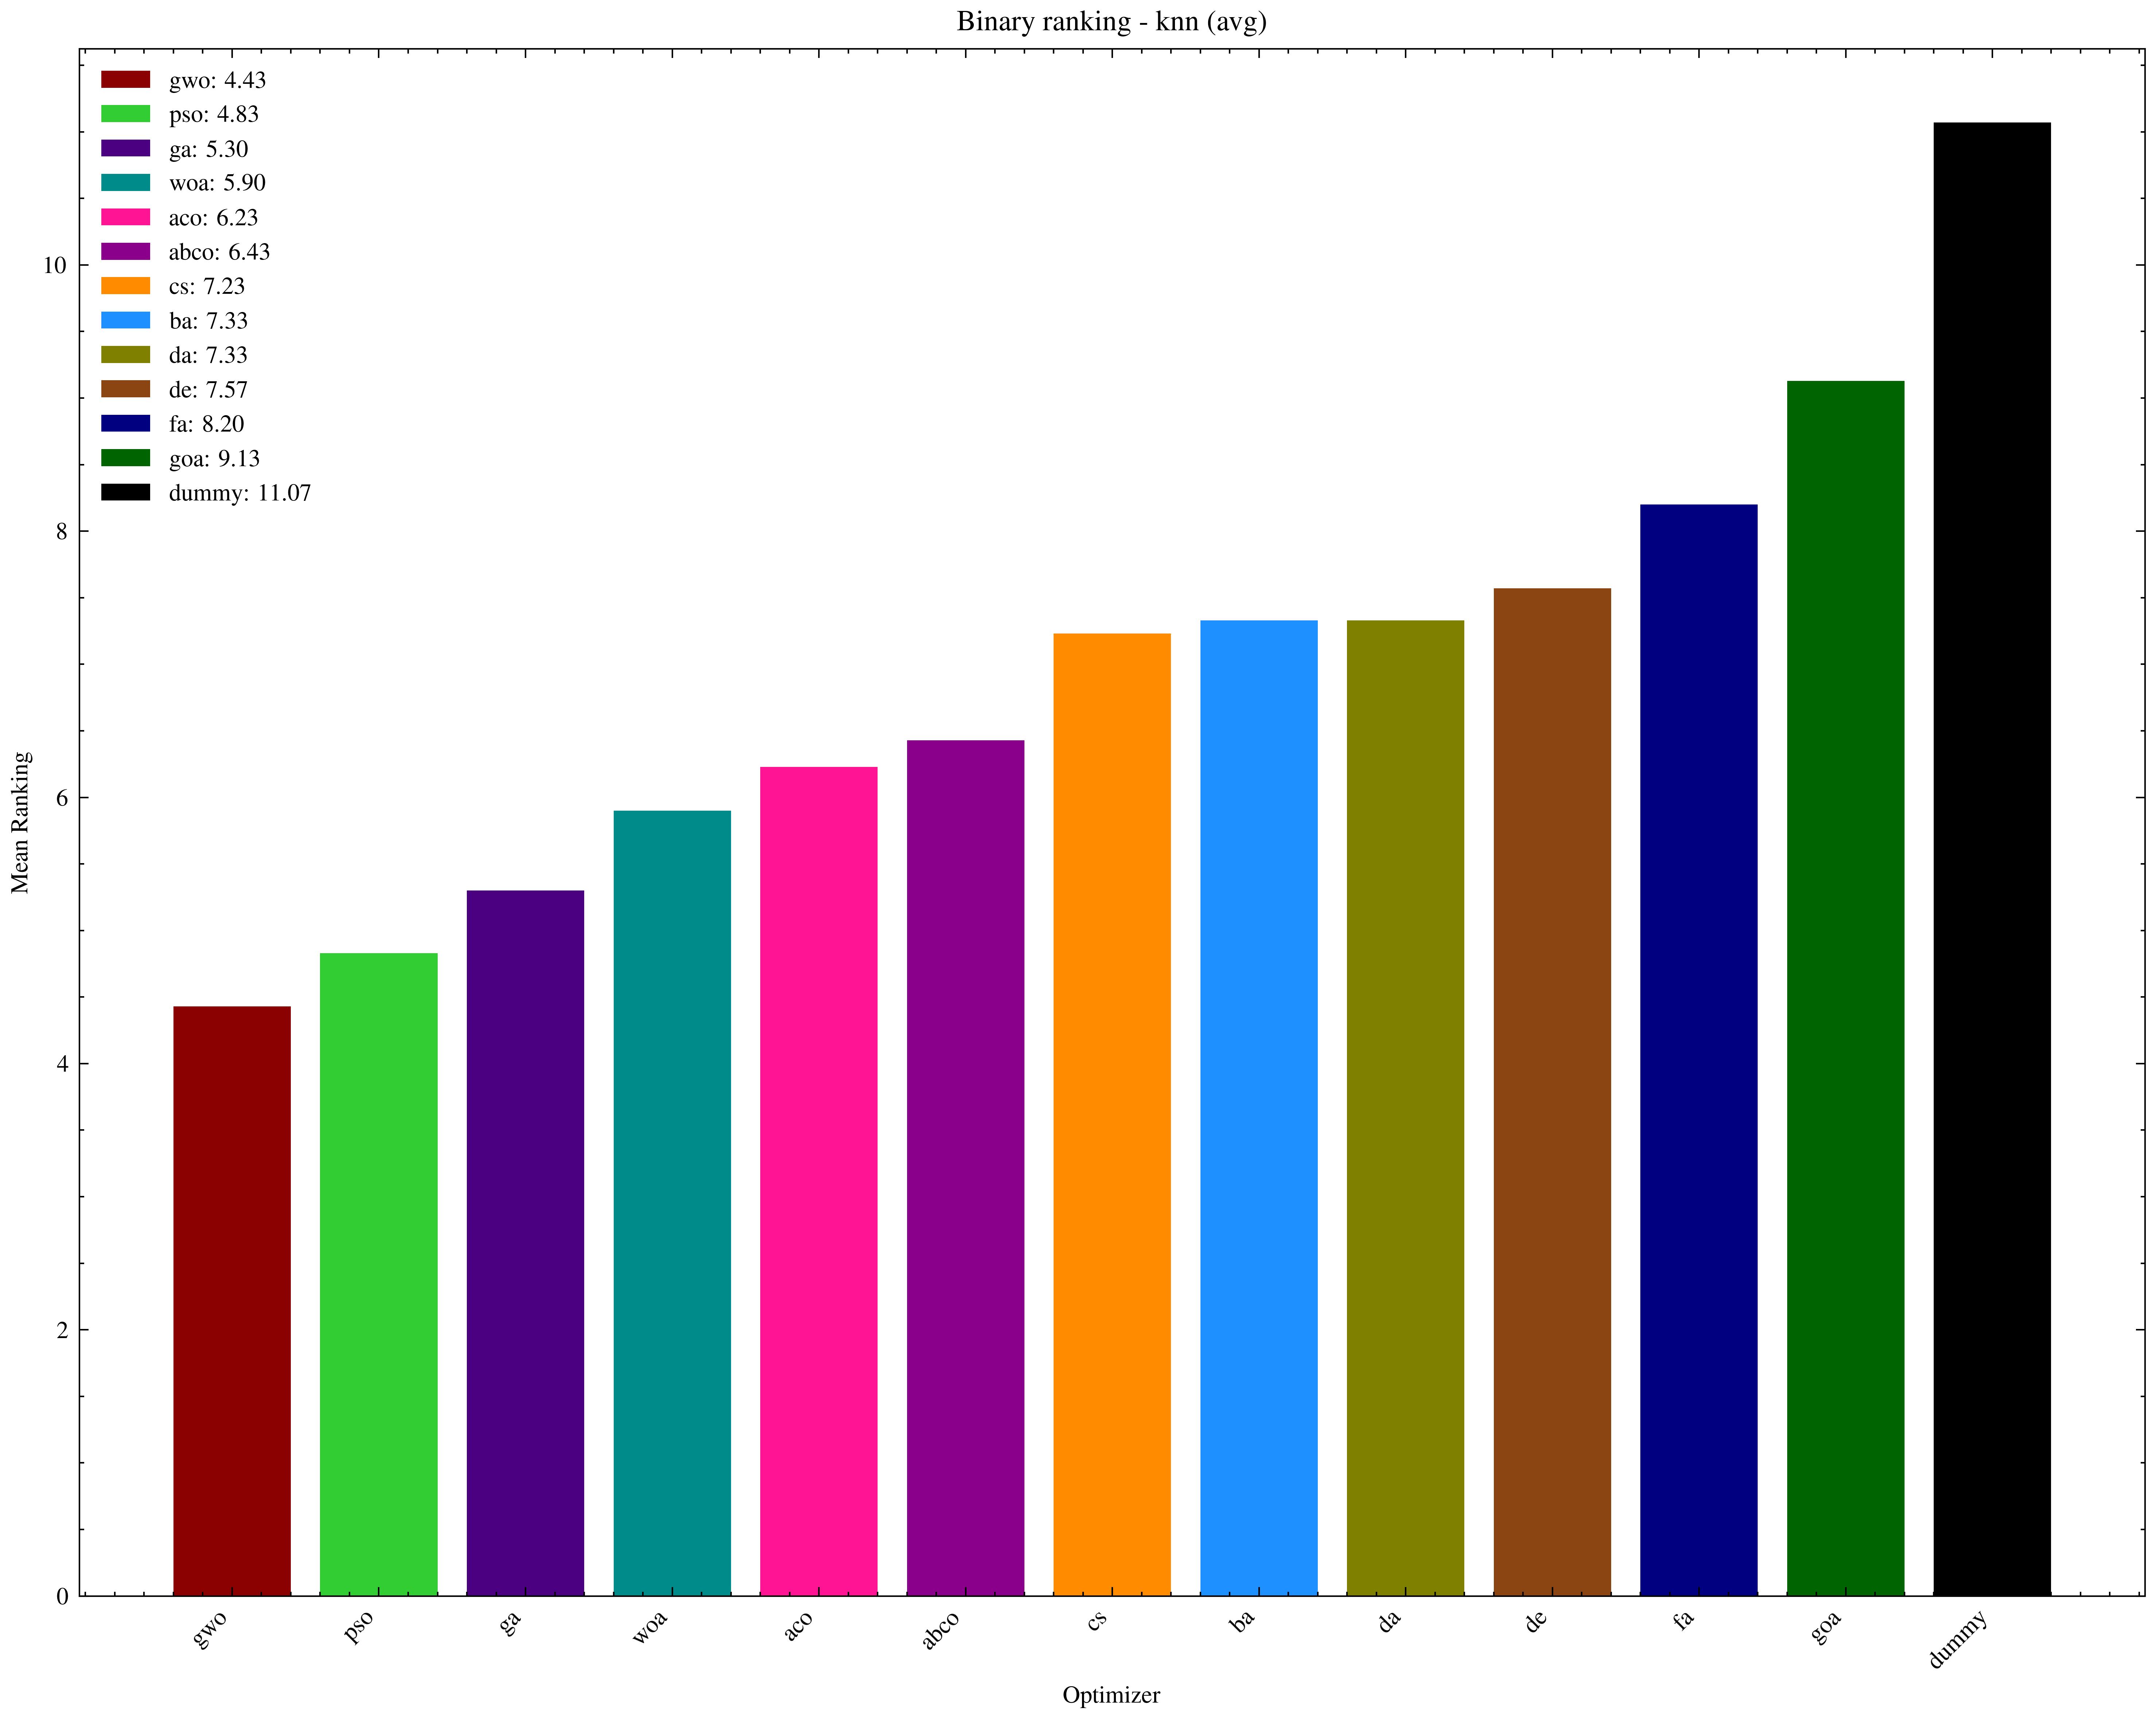 Binary ranking - knn (avg)
gwo: 4.43
pso: 4.83
ga: 5.30
woa: 5.90
aco: 6.23
abco: 6.43
cs: 7.23
ba: 7.33
da: 7.33
de: 7.57
fa: 8.20
goa: 9.13
dummy: 11.07
10
8
6
4
2
0
Mean Ranking
gwo
pso
ga
woa
aco
abco
cs
ba
da
de
fa
goa
dummy
Optimizer